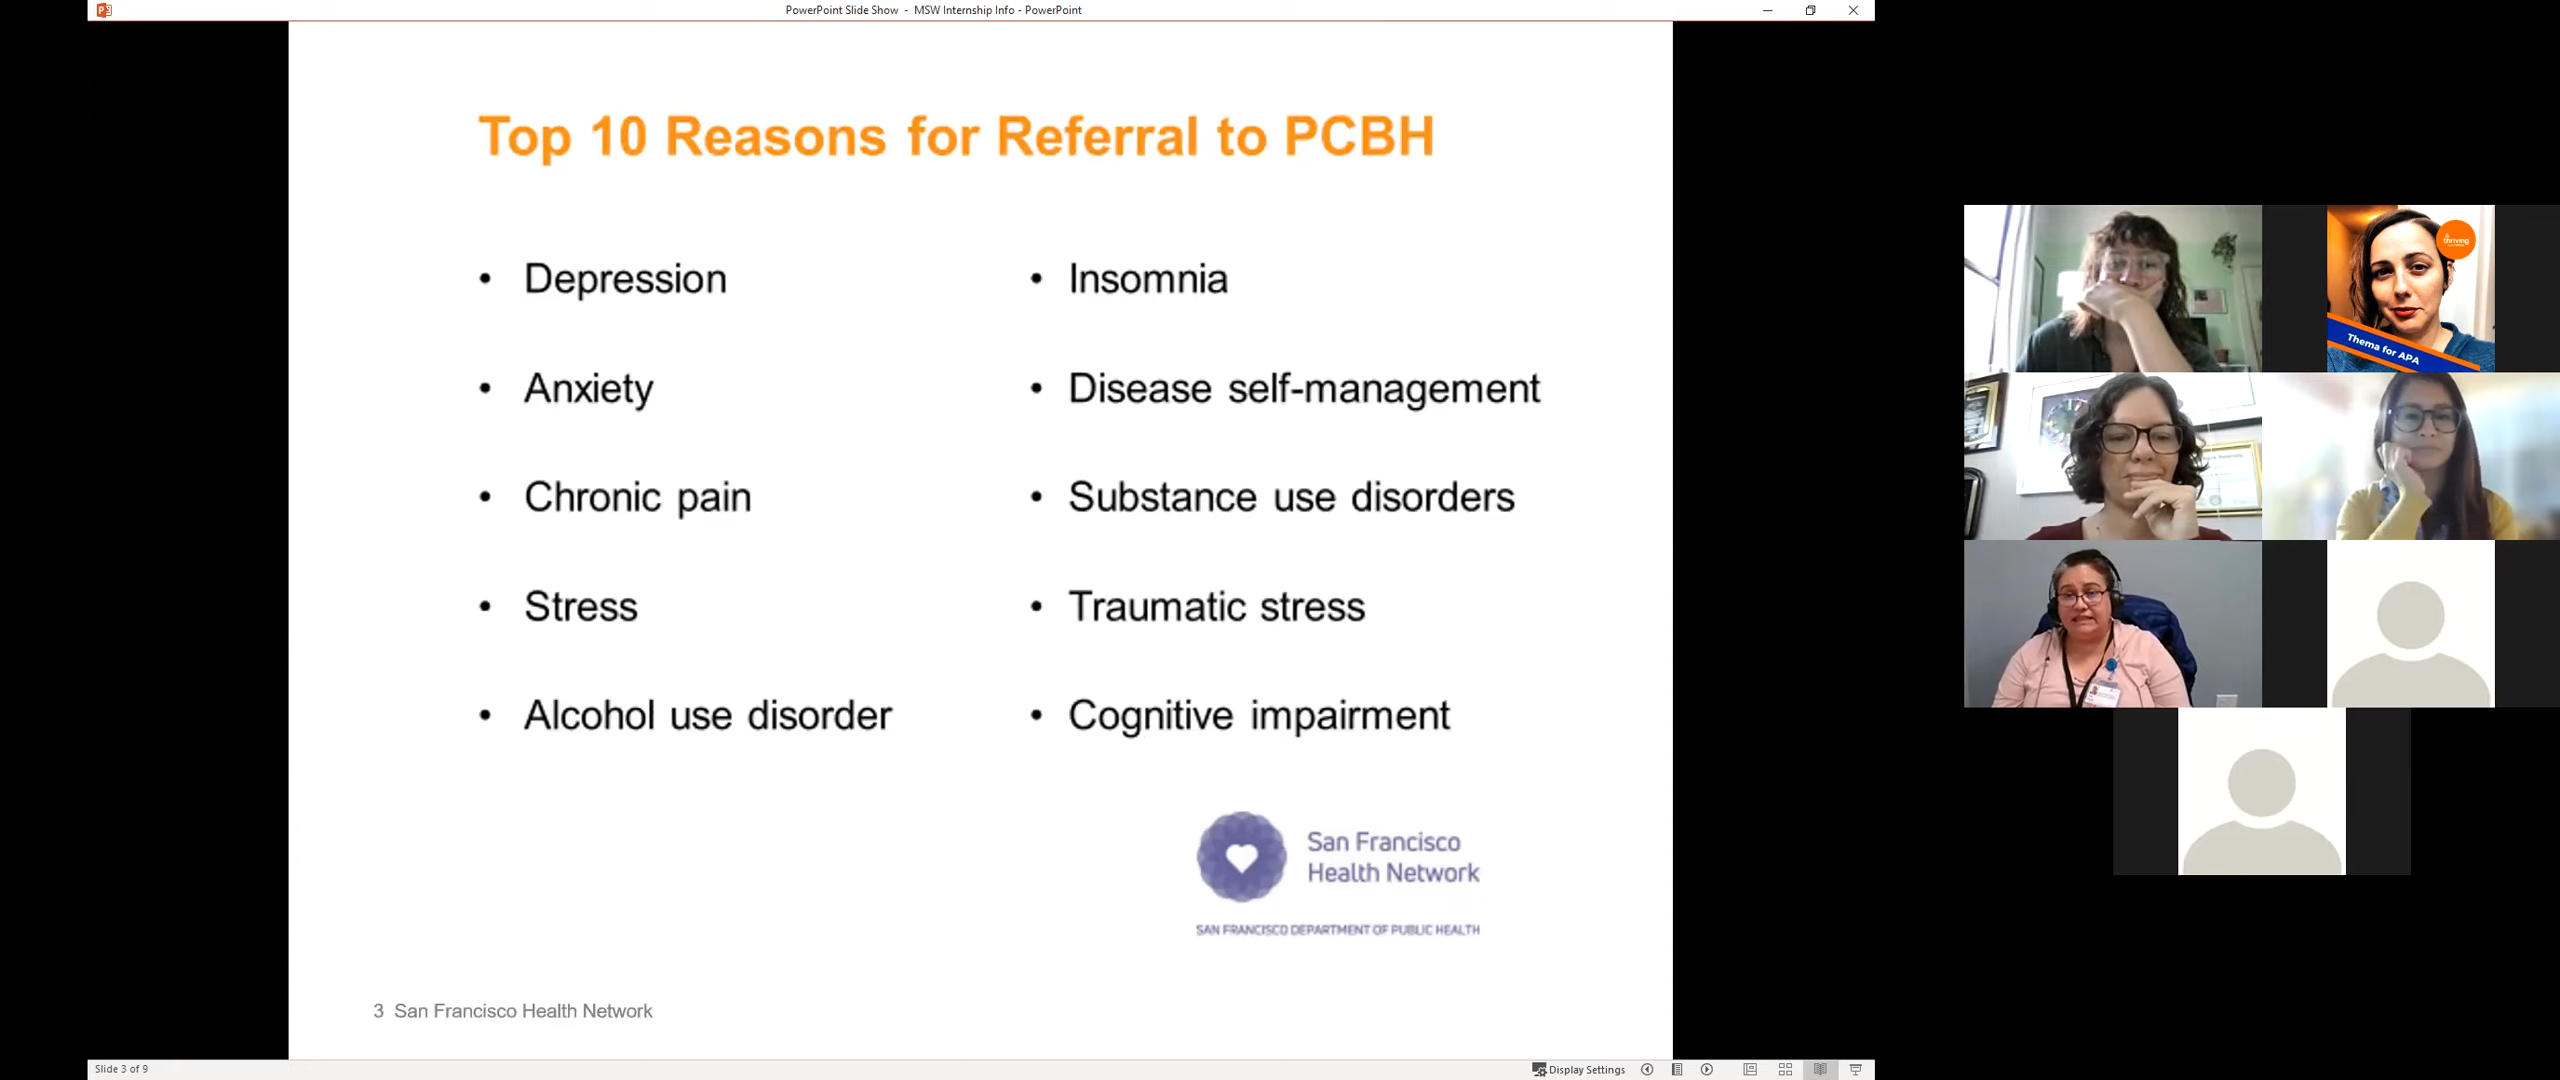 PowerPoint Slide Show - MSW Internship Info - PowerPoint
Top 10 Reasons for Referral to PCBH
• Depression
• Anxiety
• Chronic pain
• Stress
• Alcohol use disorder
• Insomnia
• Disease self-management
• Substance use disorders
• Traumatic stress
• Cognitive impairment
San Francisco
Health Network
SAN FRANCISCO DEPARTMENT OF PUBLIC HEALTH
3 San Francisco Health Network
Slide 3 of 9
Display Settings
thriving
Thema for APA